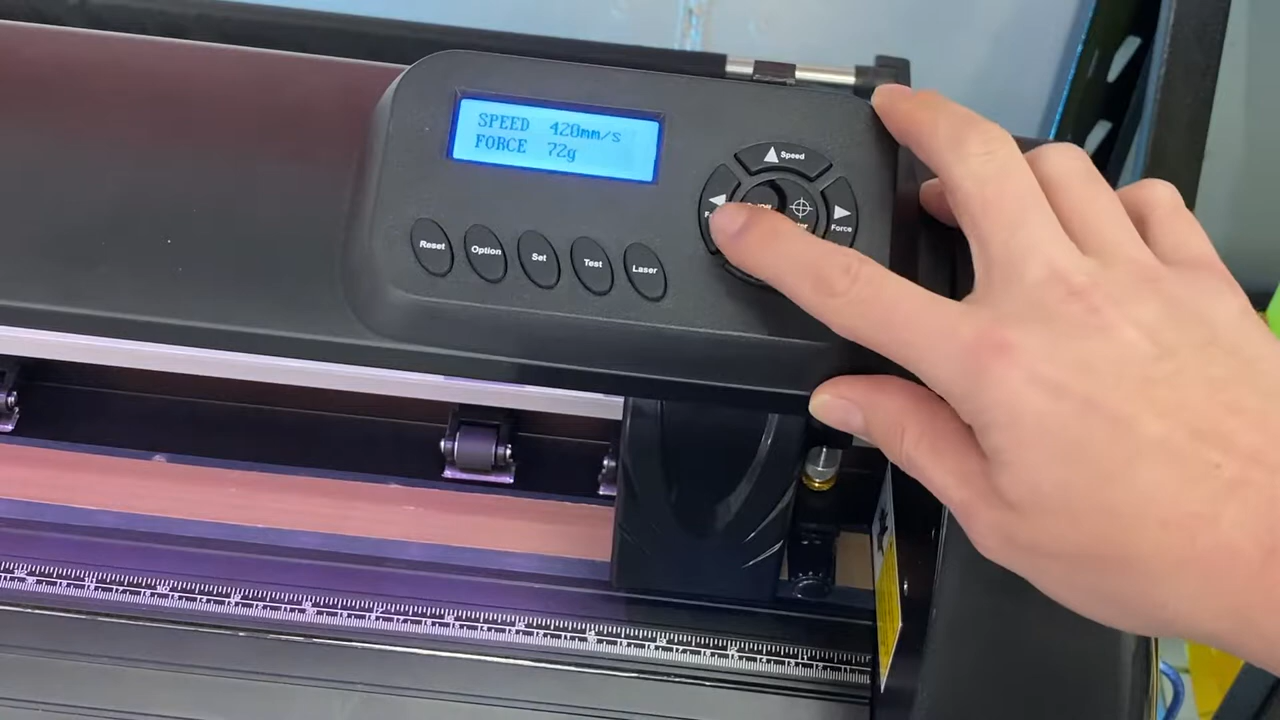 SPEED 420mm/s
FORCE 72g
Speed
Force
Reset
Option
Set
Test
Laser